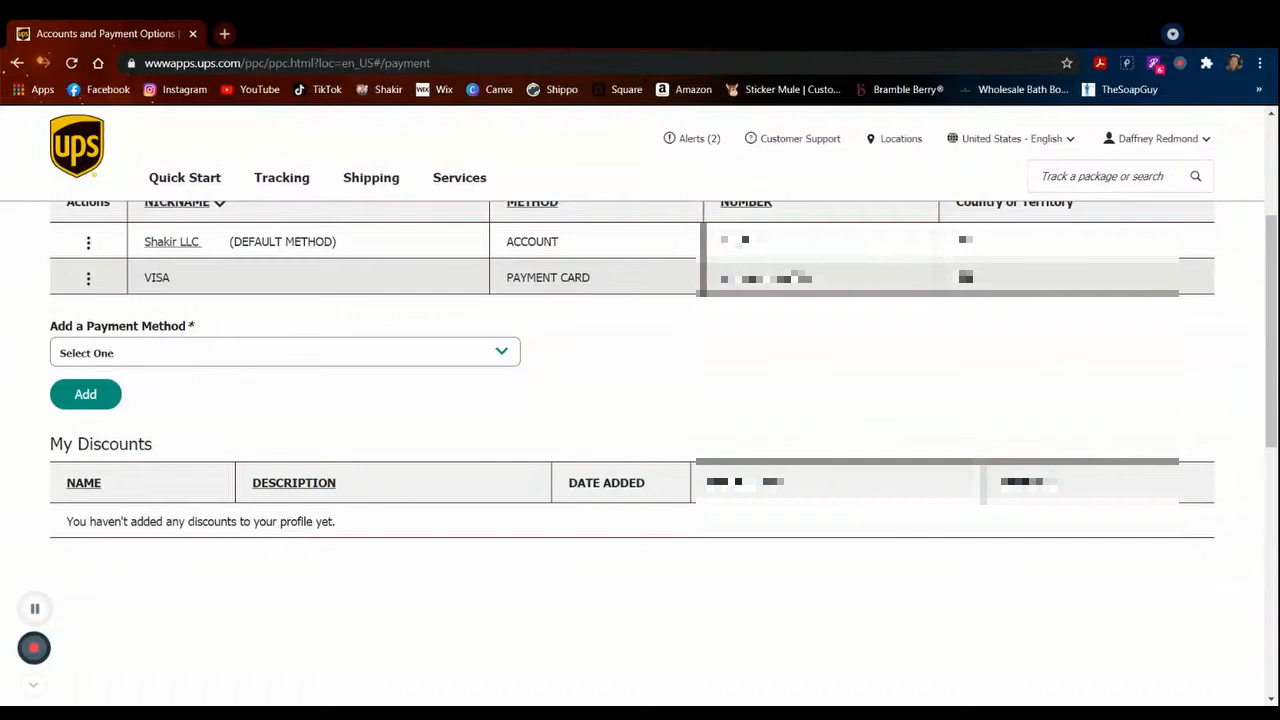 Accounts and Payment Options |
wwwapps.ups.com/ppc/ppc.html?loc=en_US#/payment
Apps Facebook Instagram YouTube TikTok Shakir Wix Canva Shippo Square Amazon Sticker Mule | Custo... Bramble Berry® Wholesale Bath Bo... TheSoapGuy »
ups
Alerts (2) Customer Support Locations United States - English Daffney Redmond
Quick Start Tracking Shipping Services
Track a package or search
Actions NICKNAME METHOD NUMBER Country or Territory
Shakir LLC (DEFAULT METHOD) ACCOUNT
VISA PAYMENT CARD
Add a Payment Method*
Select One
Add
My Discounts
NAME DESCRIPTION DATE ADDED
You haven't added any discounts to your profile yet.